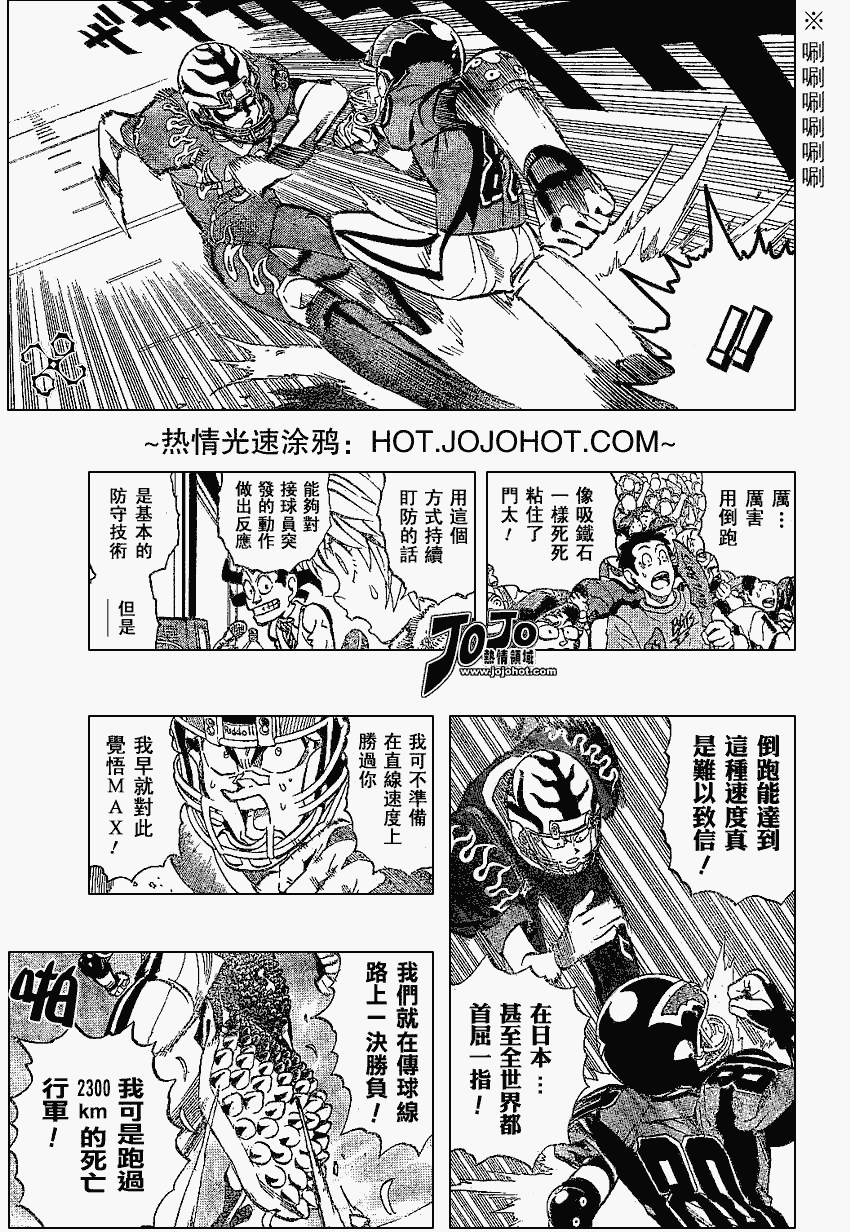 ※
唰唰唰唰唰唰
!!
~热情光速涂鸦：HOT.JOJOHOT.COM~
厲…
厲害
用倒跑
像吸鐵石
一樣死死
粘住了
門太！
用這個
方式持續
盯防的話
能夠對
接球員突
發的動作
做出反應
是基本的
防守技術
但是
——
JOJO
熱情領域
www.jojohot.com
倒跑能達到
這種速度真
是難以致信！
在日本…
甚至全世界都
首屈一指！
80
我可不準備
在直線速度上
勝過你
我早就對此
覺悟MAX！
Riddell
我們就在傳球線
路上一決勝負！
我可是跑過
2300
km的死亡
行軍！
啪